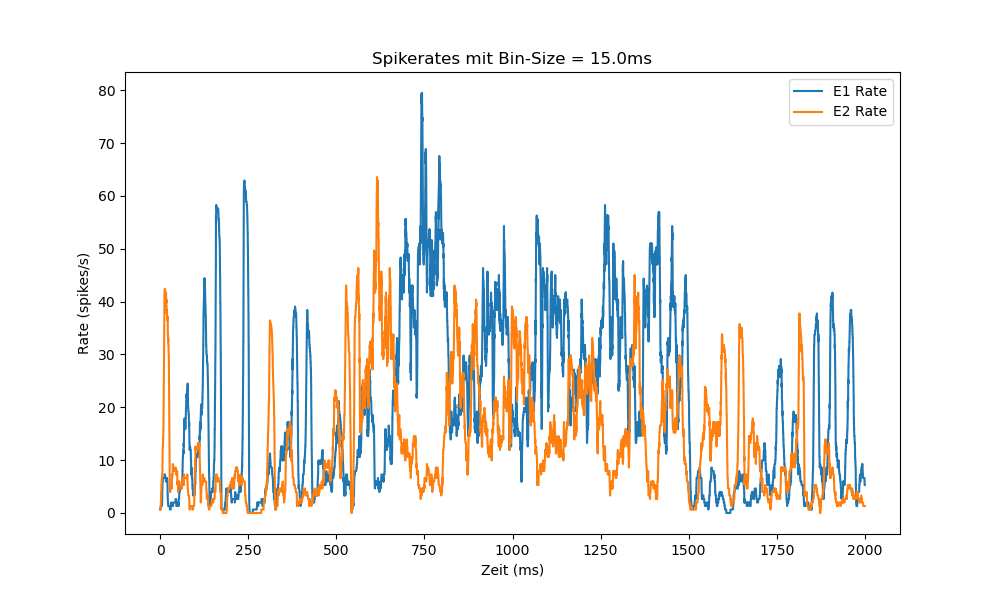 Spikerates mit Bin-Size = 15.0ms
E1 Rate
E2 Rate
Rate (spikes/s)
80
70
60
50
40
30
20
10
0
0 250 500 750 1000 1250 1500 1750 2000
Zeit (ms)